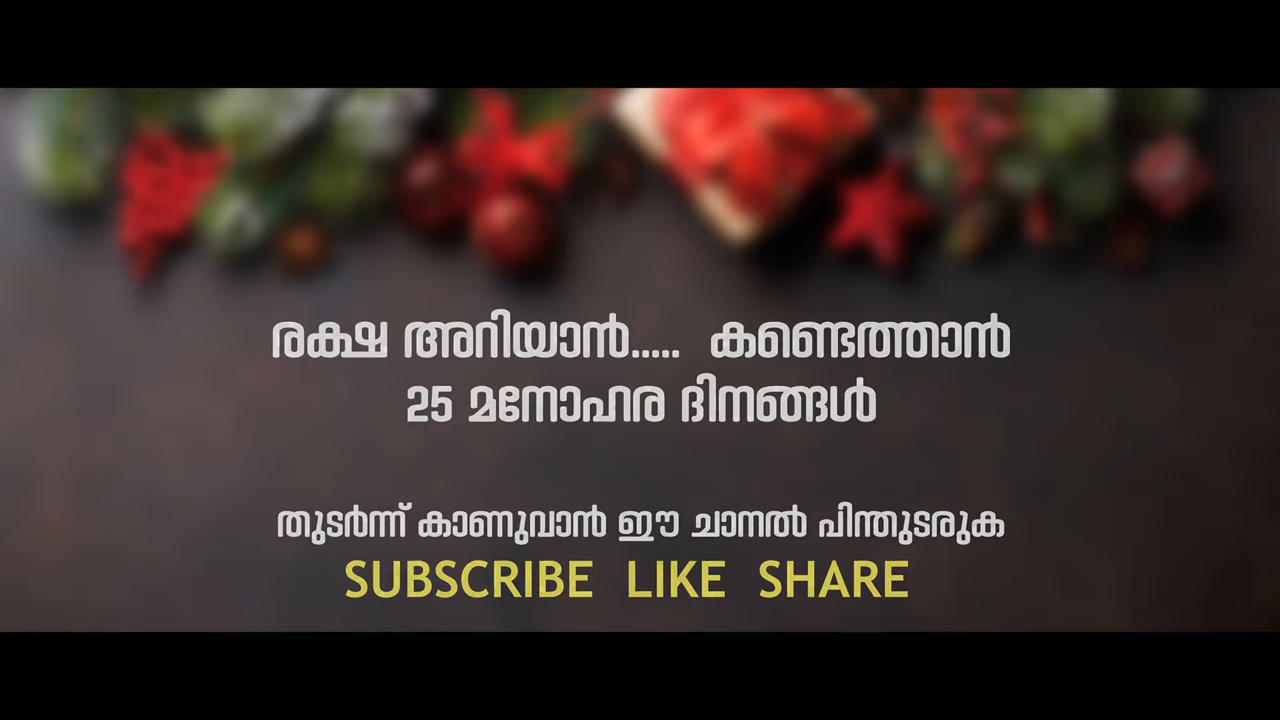 രക്ഷ അറിയാൻ..... കണ്ടെത്താൻ
25 മനോഹര ദിനങ്ങൾ
തുടർന്ന് കാണുവാൻ ഈ ചാനൽ പിന്തുടരുക
SUBSCRIBE LIKE SHARE